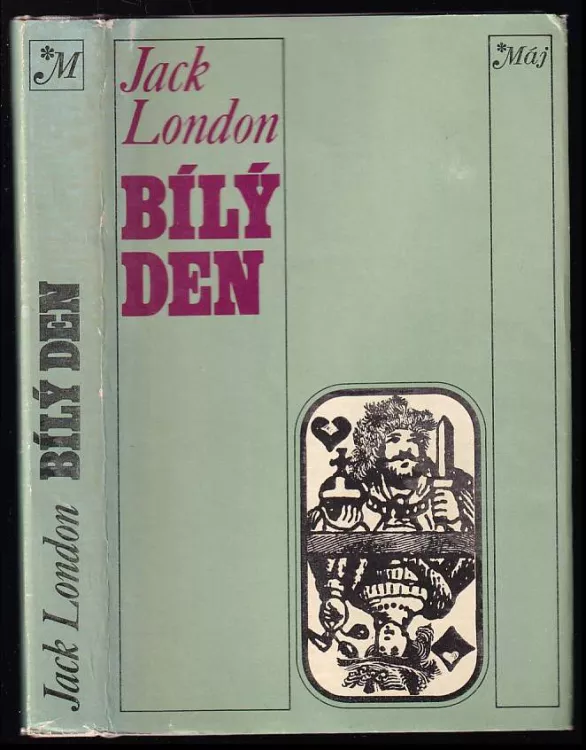 *M
Jack London BÍLÝ DEN
Jack
London
BÍLÝ
DEN
*Máj